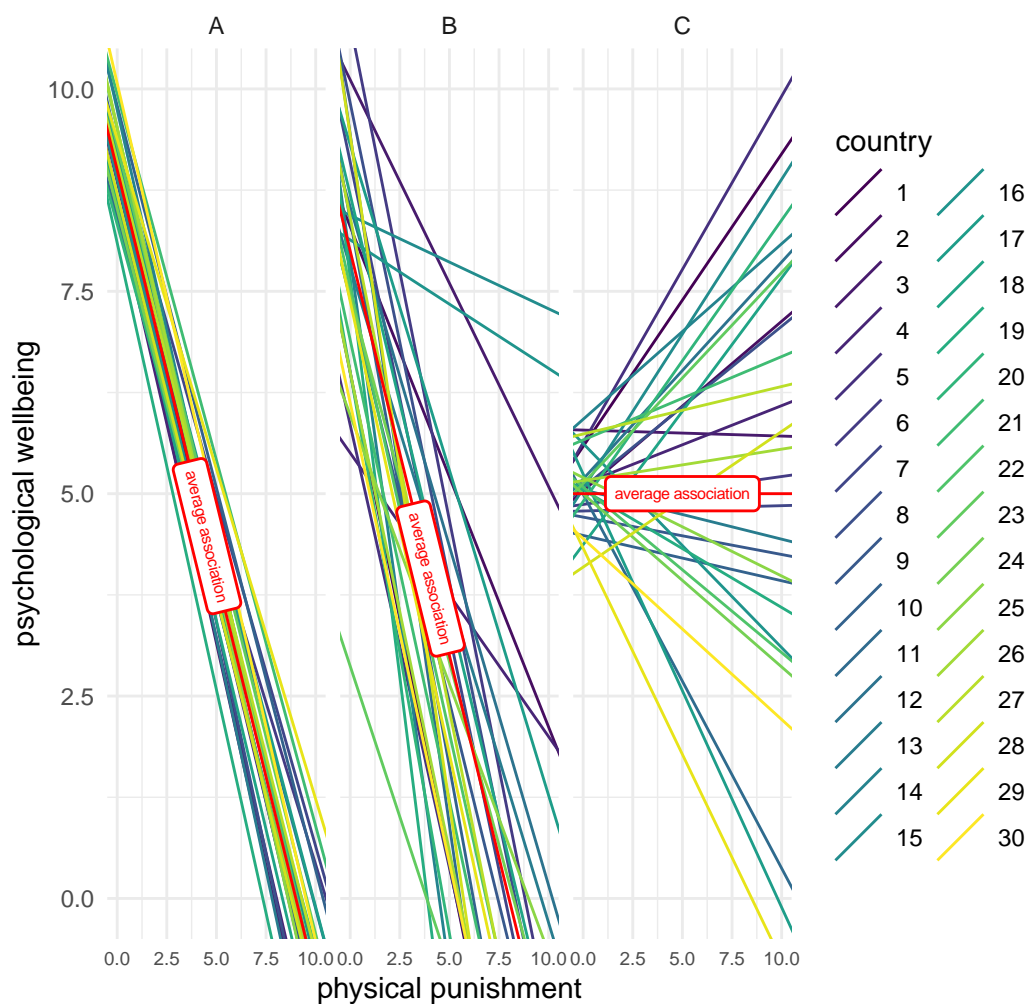 A B C
10.0
7.5
5.0
2.5
0.0
psychological wellbeing
average association
average association
average association
0.0 2.5 5.0 7.5 10.0 0.0 2.5 5.0 7.5 10.0 0.0 2.5 5.0 7.5 10.0
physical punishment
country
1 16
2 17
3 18
4 19
5 20
6 21
7 22
8 23
9 24
10 25
11 26
12 27
13 28
14 29
15 30